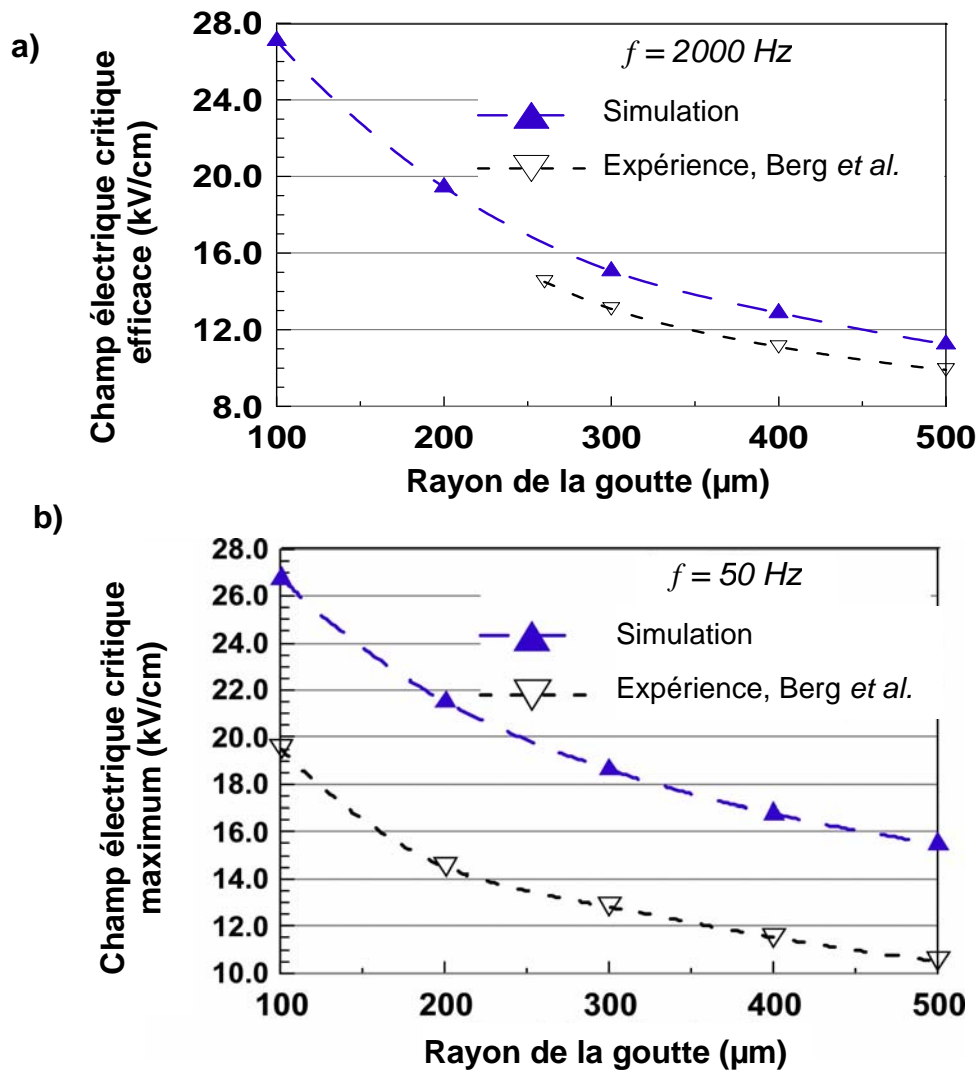 a)
28.0
24.0
20.0
16.0
12.0
8.0
Champ électrique critique
efficace (kV/cm)
f = 2000 Hz
Simulation
Expérience, Berg et al.
100
200
300
400
500
Rayon de la goutte (µm)
b)
28.0
26.0
24.0
22.0
20.0
18.0
16.0
14.0
12.0
10.0
Champ électrique critique
maximum (kV/cm)
f = 50 Hz
Simulation
Expérience, Berg et al.
100
200
300
400
500
Rayon de la goutte (µm)